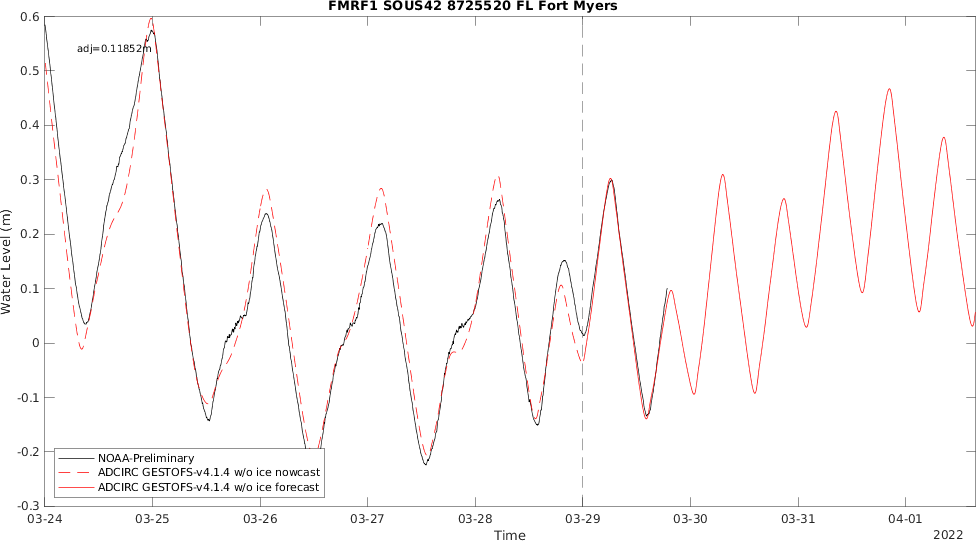 FMRF1 SOUS42 8725520 FL Fort Myers
0.6
adj=0.11852m
0.5
0.4
0.3
0.2
0.1
0
-0.1
-0.2
-0.3
Water Level (m)
NOAA-Preliminary
ADCIRC GESTOFS-v4.1.4 w/o ice nowcast
ADCIRC GESTOFS-v4.1.4 w/o ice forecast
03-24 03-25 03-26 03-27 03-28 03-29 03-30 03-31 04-01
Time
2022